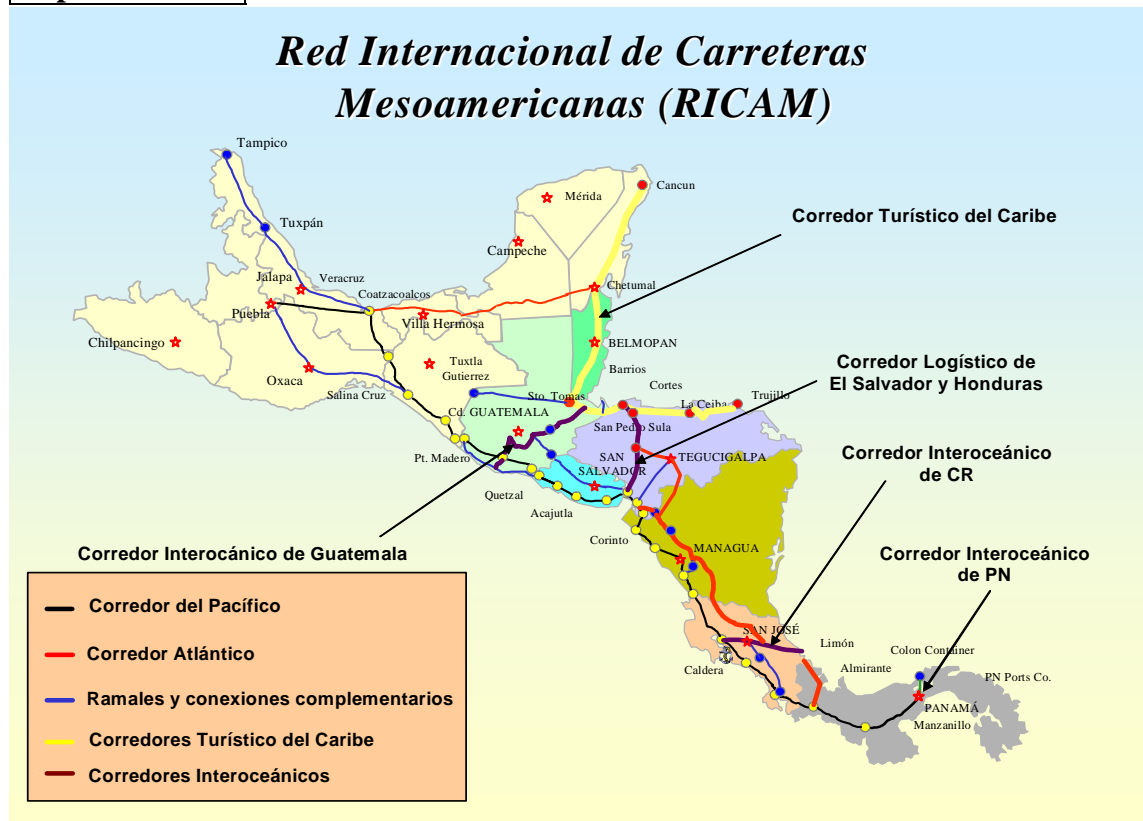 Red Internacional de Carreteras
Mesoamericanas (RICAM)
Tampico
Cancun
Mérida
Corredor Turístico del Caribe
Tuxpán
Campeche
Jalapa
Veracruz
Chetumal
Coatzacoalcos
Puebla
Villa Hermosa
Chilpancingo
BELMOPAN
Tuxtla
Gutierrez
Barrios
Corredor Logístico de
El Salvador y Honduras
Oxaca
Cortes
Salina Cruz
Sto. Tomas
La Ceiba
Trujillo
Cd. GUATEMALA
San Pedro Sula
Pt. Madero
SAN
SALVADOR
TEGUCIGALPA
Corredor Interoceánico
de CR
Quetzal
Acajutla
Corinto
Corredor Interocánico de Guatemala
MANAGUA
Corredor Interoceánico
de PN
Corredor del Pacífico
SAN JOSÉ
Limón
Corredor Atlántico
Caldera
Almirante
Colon Container
PN Ports Co.
Ramales y conexiones complementarios
PANAMÁ
Manzanillo
Corredores Turístico del Caribe
Corredores Interoceánicos